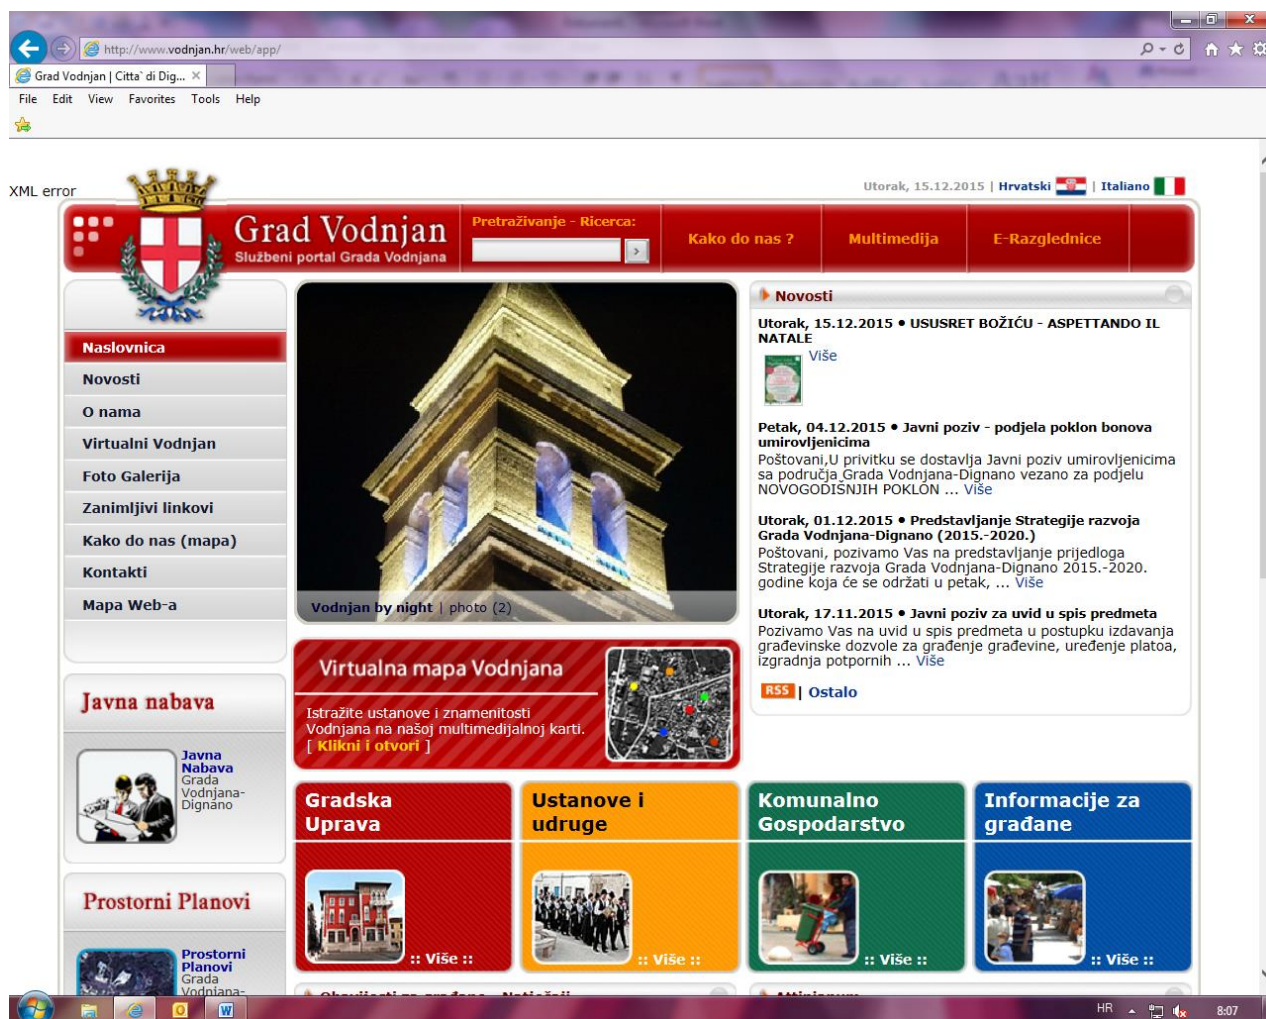 http://www.vodnjan.hr/web/app/
Grad Vodnjan | Citta` di Dig...
File Edit View Favorites Tools Help
XML error
Utorak, 15.12.2015 | Hrvatski | Italiano
Grad Vodnjan
Službeni portal Grada Vodnjana
Pretraživanje - Ricerca:
Kako do nas ?
Multimedija
E-Razglednice
Naslovnica
Novosti
O nama
Virtualni Vodnjan
Foto Galerija
Zanimljivi linkovi
Kako do nas (mapa)
Kontakti
Mapa Web-a
Javna nabava
Javna
Nabava
Grada
Vodnjana-
Dignano
Prostorni Planovi
Prostorni
Planovi
Grada
Vodnjana-
Vodnjan by night | photo (2)
Virtualna mapa Vodnjana
Istražite ustanove i znamenitosti
Vodnjana na našoj multimedijalnoj karti.
[ Klikni i otvori ]
Novosti
Utorak, 15.12.2015 • USUSRET BOŽIĆU - ASPETTANDO IL
NATALE
Više
Petak, 04.12.2015 • Javni poziv - podjela poklon bonova
umirovljenicima
Poštovani,U privitku se dostavlja Javni poziv umirovljenicima
sa područja Grada Vodnjana-Dignano vezano za podjelu
NOVOGODIŠNJIH POKLON ... Više
Utorak, 01.12.2015 • Predstavljanje Strategije razvoja
Grada Vodnjana-Dignano (2015.-2020.)
Poštovani, pozivamo Vas na predstavljanje prijedloga
Strategije razvoja Grada Vodnjana-Dignano 2015.-2020.
godine koja će se održati u petak, ... Više
Utorak, 17.11.2015 • Javni poziv za uvid u spis predmeta
Pozivamo Vas na uvid u spis predmeta u postupku izdavanja
građevinske dozvole za građenje građevine, uređenje platoa,
izgradnja potpornih ... Više
RSS | Ostalo
Gradska
Uprava
:: Više ::
Ustanove i
udruge
:: Više ::
Komunalno
Gospodarstvo
:: Više ::
Informacije za
građane
:: Više ::
Obavijesti za građane - Natječaji
Attinianum
HR
8:07